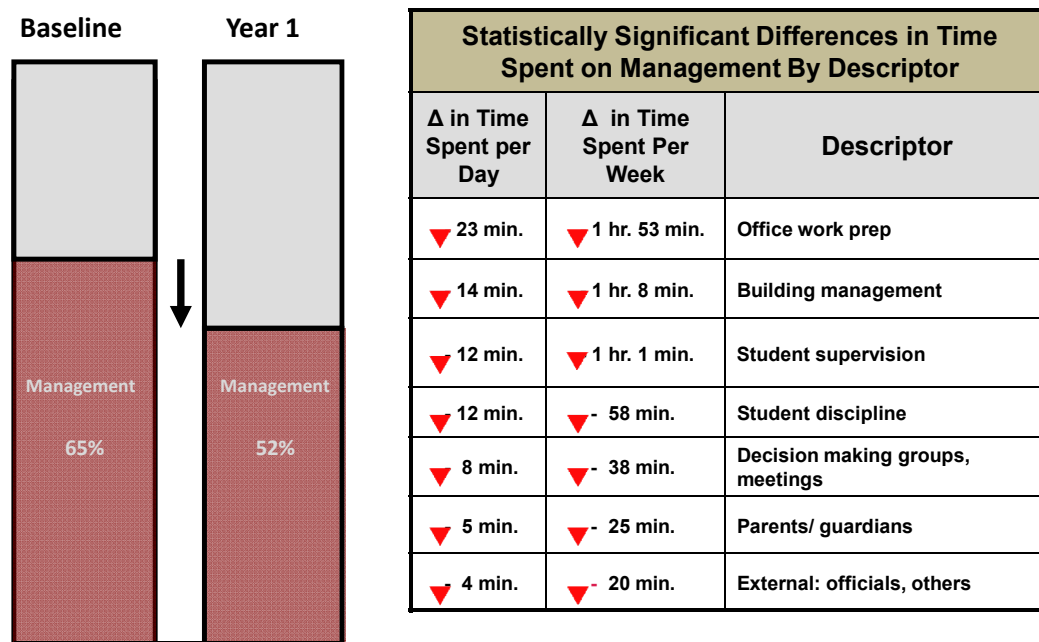 Baseline
Year 1
Management
65%
Management
52%
Statistically Significant Differences in Time
Spent on Management By Descriptor
Δ in Time
Spent per
Day
Δ in Time
Spent Per
Week
Descriptor
23 min.
1 hr. 53 min.
Office work prep
14 min.
1 hr. 8 min.
Building management
- 12 min.
1 hr. 1 min.
Student supervision
- 12 min.
- 58 min.
Student discipline
- 8 min.
- 38 min.
Decision making groups,
meetings
- 5 min.
- 25 min.
Parents/ guardians
- 4 min.
- 20 min.
External: officials, others